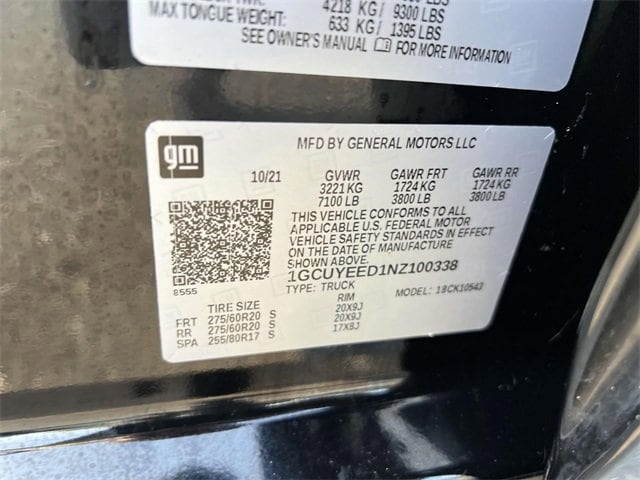 4218 KG / 9300 LBS
MAX TONGUE WEIGHT: 633 KG / 1395 LBS
SEE OWNER'S MANUAL FOR MORE INFORMATION
gm
MFD BY GENERAL MOTORS LLC
10/21 GVWR GAWR FRT GAWR RR
3221 KG 1724 KG 1724 KG
7100 LB 3800 LB 3800 LB
THIS VEHICLE CONFORMS TO ALL
APPLICABLE U.S. FEDERAL MOTOR
VEHICLE SAFETY STANDARDS IN EFFECT
ON THE DATE OF MANUFACTURE
SHOWN ABOVE.
1GCUYEED1NZ100338
8555
TYPE: TRUCK MODEL: 18CK10543
TIRE SIZE RIM
FRT 275/60R20 S 20X9J
RR 275/60R20 S 20X9J
SPA 255/80R17 S 17X8J